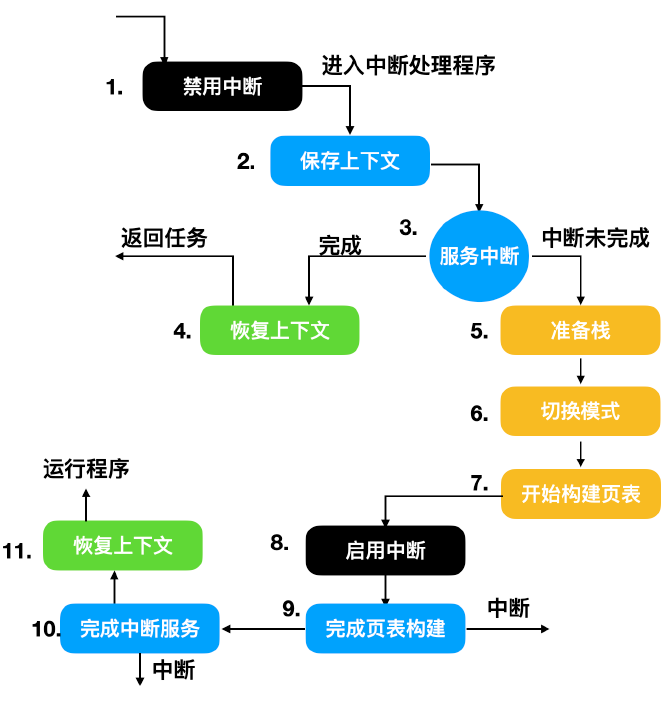 1.
禁用中断
进入中断处理程序
2.
保存上下文
3.
服务中断
返回任务
完成
中断未完成
4.
恢复上下文
5.
准备栈
6.
切换模式
7.
开始构建页表
运行程序
8.
启用中断
11.
恢复上下文
9.
完成页表构建
中断
10.
完成中断服务
中断